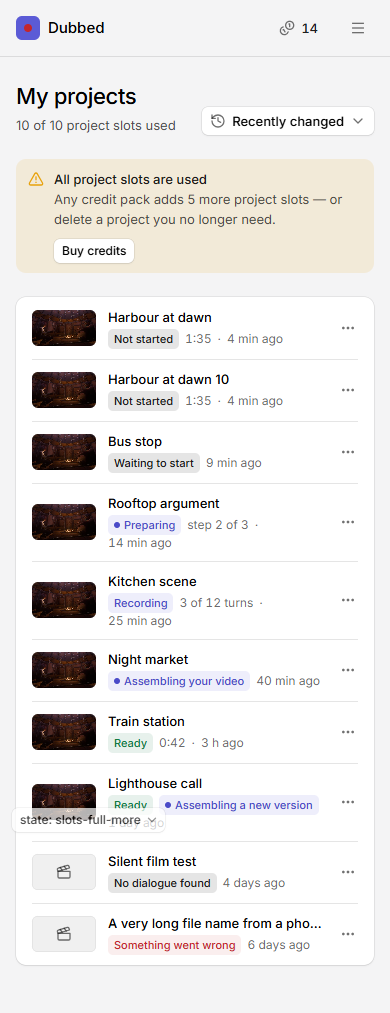 Dubbed
14
My projects
10 of 10 project slots used
Recently changed
All project slots are used
Any credit pack adds 5 more project slots — or
delete a project you no longer need.
Buy credits
Harbour at dawn
Not started 1:35 · 4 min ago
Harbour at dawn 10
Not started 1:35 · 4 min ago
Bus stop
Waiting to start 9 min ago
Rooftop argument
Preparing step 2 of 3 ·
14 min ago
Kitchen scene
Recording 3 of 12 turns ·
25 min ago
Night market
Assembling your video 40 min ago
Train station
Ready 0:42 · 3 h ago
Lighthouse call
Ready Assembling a new version
state: slots-full-more
1 day ago
Silent film test
No dialogue found 4 days ago
A very long file name from a pho...
Something went wrong 6 days ago